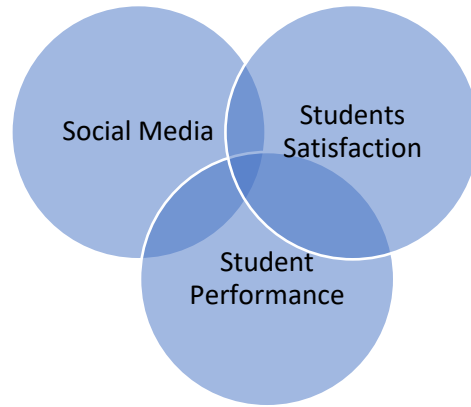 Social Media
Students
Satisfaction
Student
Performance